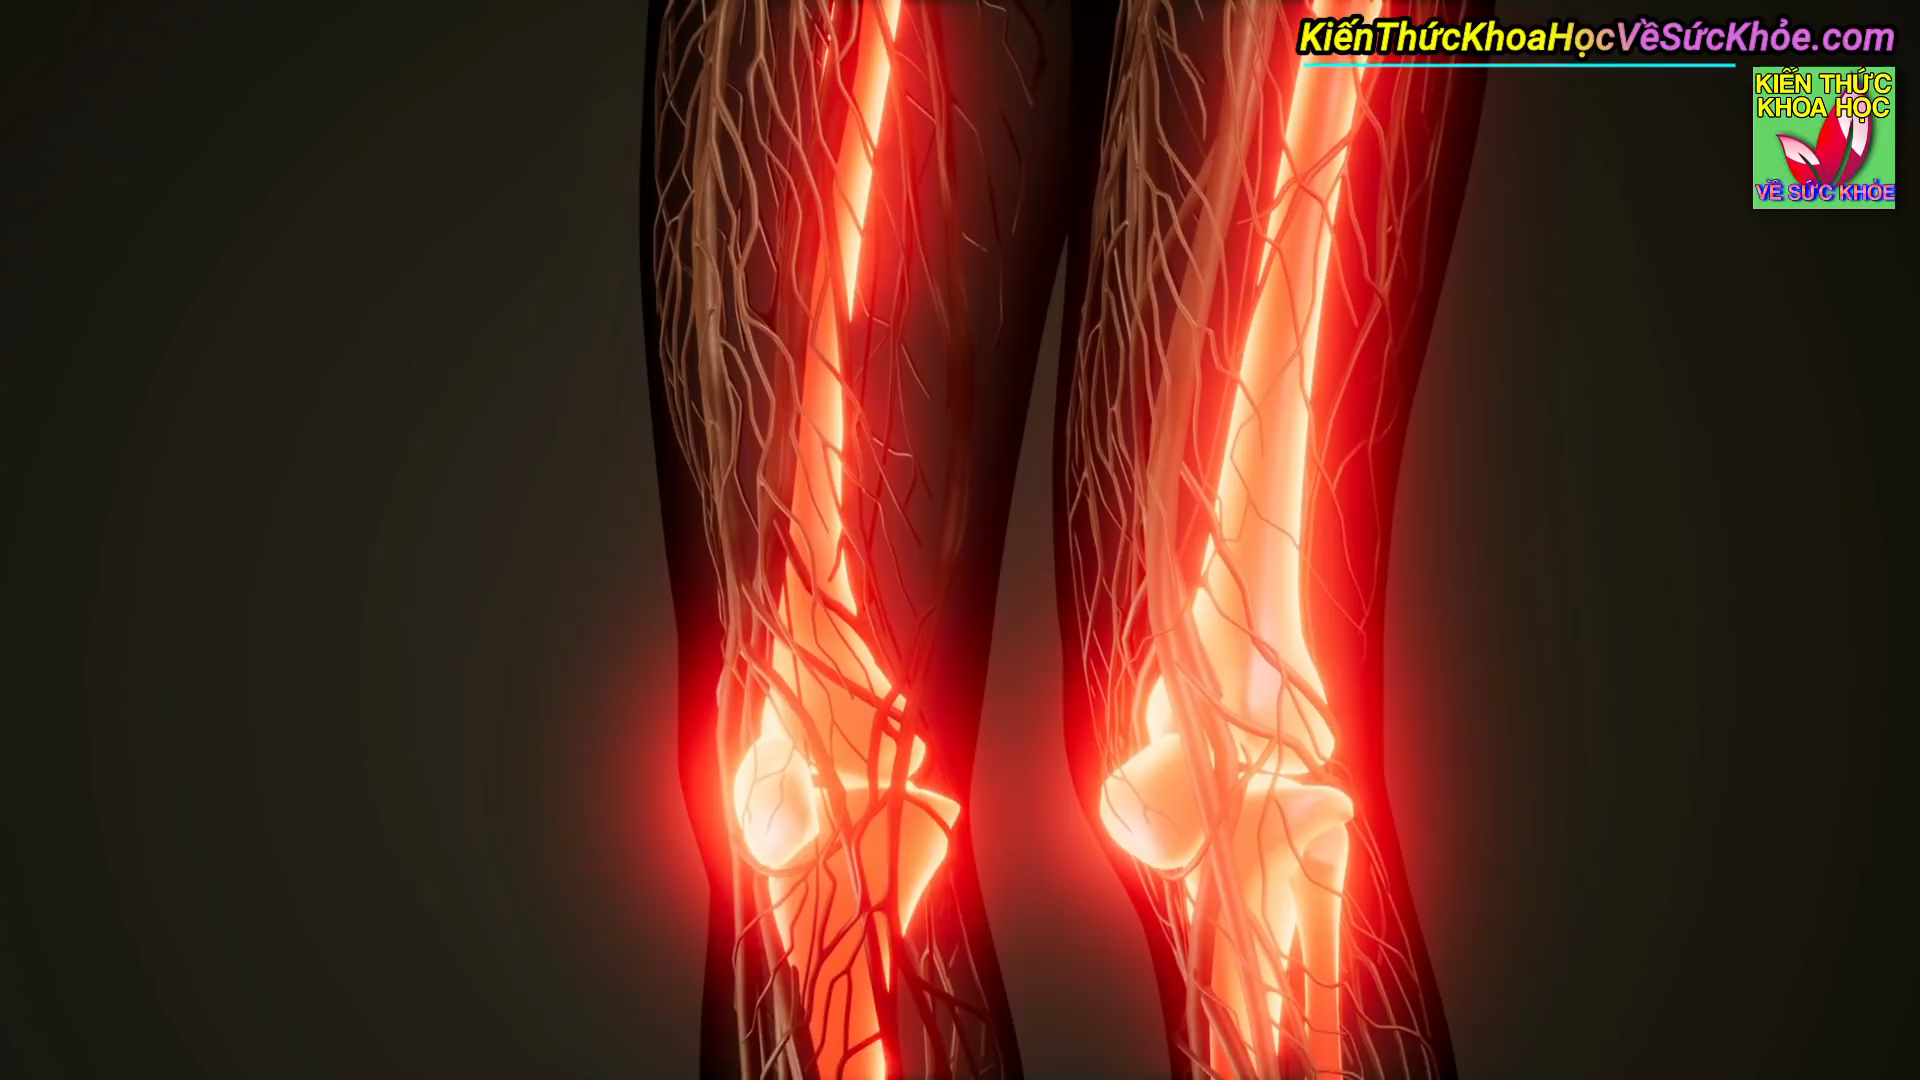 KiếnThứcKhoaHọcVềSứcKhỏe.com
KIẾN THỨC
KHOA HỌC
VỀ SỨC KHỎE